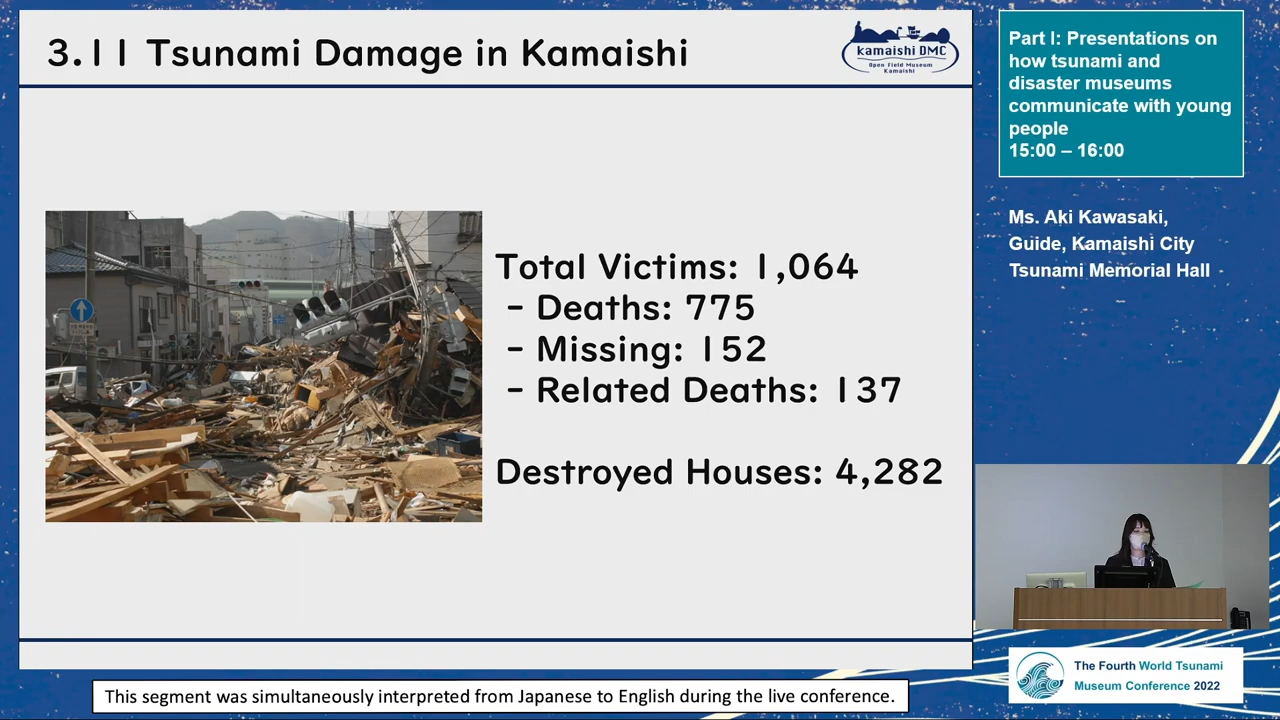 3.11 Tsunami Damage in Kamaishi
kamaishi DMC
Open Field Museum
Kamaishi
Total Victims: 1,064
- Deaths: 775
- Missing: 152
- Related Deaths: 137
Destroyed Houses: 4,282
Part I: Presentations on
how tsunami and
disaster museums
communicate with young
people
15:00 – 16:00
Ms. Aki Kawasaki,
Guide, Kamaishi City
Tsunami Memorial Hall
The Fourth World Tsunami
Museum Conference 2022
This segment was simultaneously interpreted from Japanese to English during the live conference.